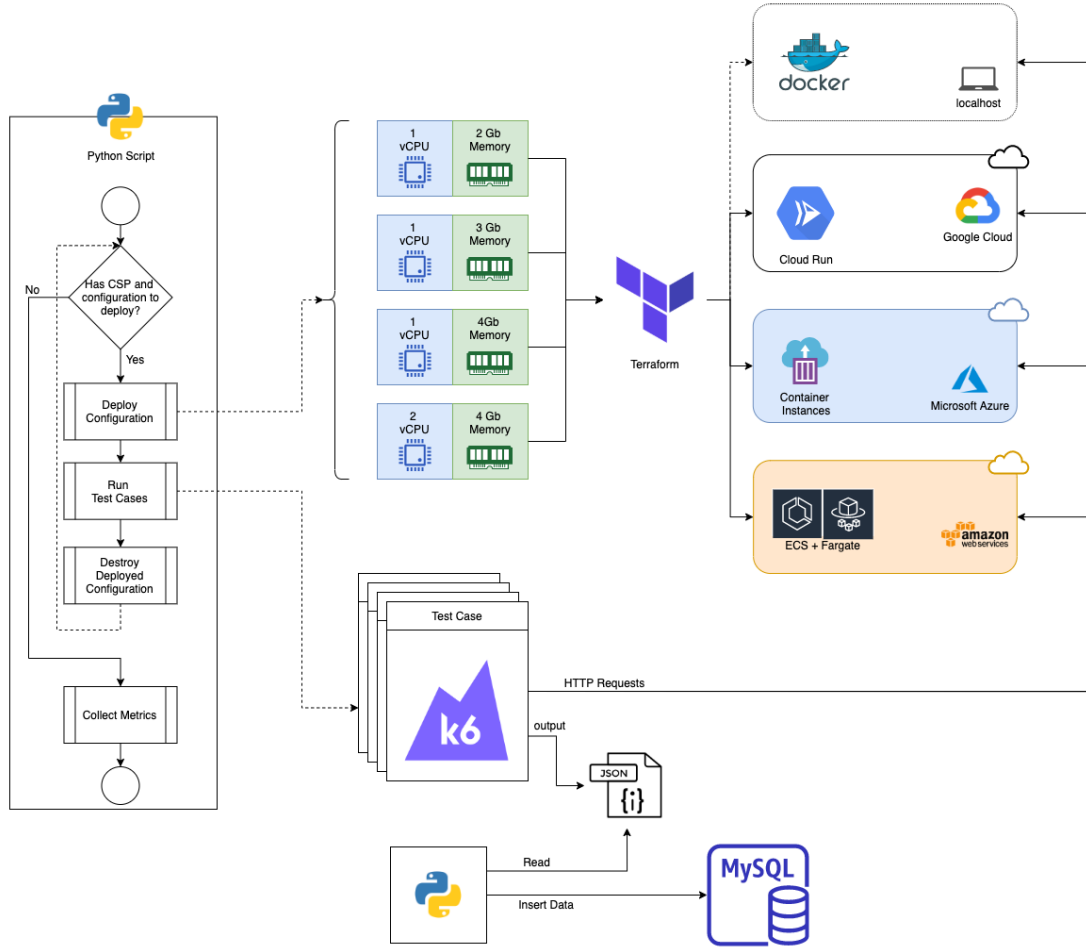 Python Script
Has CSP and
configuration to
deploy?
No
Yes
Deploy
Configuration
Run
Test Cases
Destroy
Deployed
Configuration
Collect Metrics
1
vCPU
2 Gb
Memory
1
vCPU
3 Gb
Memory
1
vCPU
4Gb
Memory
2
vCPU
4 Gb
Memory
Terraform
docker
localhost
Cloud Run
Google Cloud
Container
Instances
Microsoft Azure
ECS + Fargate
amazon
webservices
Test Case
k6
HTTP Requests
output
JSON
{i}
Read
Insert Data
MySQL